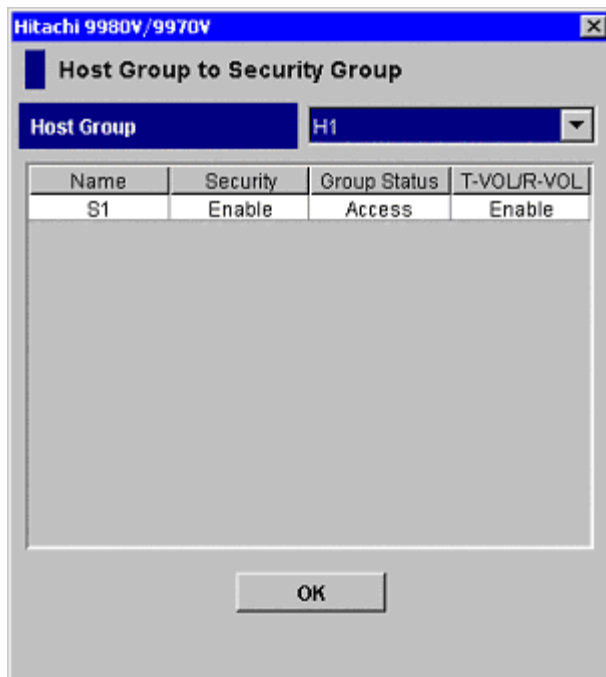 Hitachi 9980V/9970V
Host Group to Security Group
Host Group H1
Name Security Group Status T-VOL/R-VOL
S1 Enable Access Enable
OK